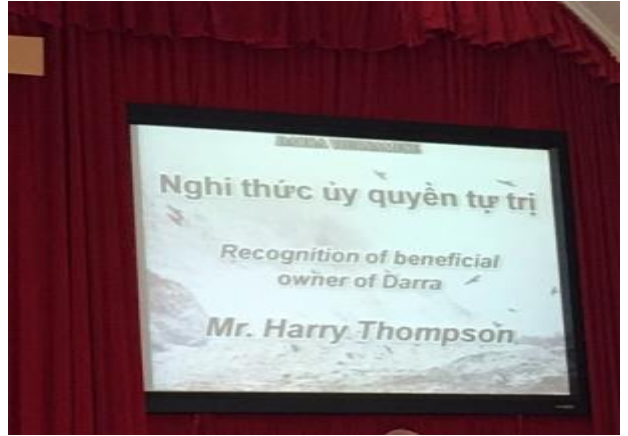 Nghi thức ủy quyền tự trị
Recognition of beneficial
owner of Darra
Mr. Harry Thompson